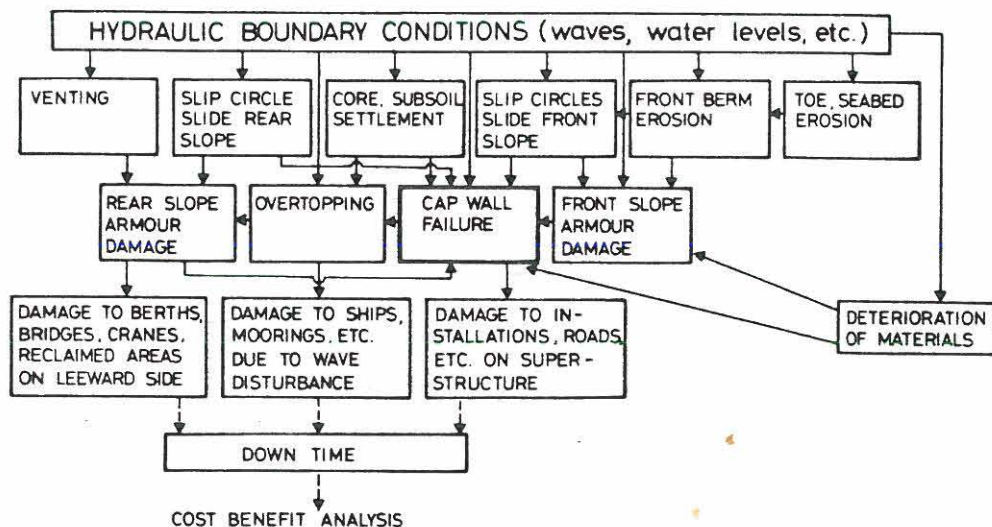 HYDRAULIC BOUNDARY CONDITIONS (waves, water levels, etc.)
VENTING
SLIP CIRCLE
SLIDE REAR
SLOPE
CORE, SUBSOIL
SETTLEMENT
SLIP CIRCLES
SLIDE FRONT
SLOPE
FRONT BERM
EROSION
TOE, SEABED
EROSION
REAR SLOPE
ARMOUR
DAMAGE
OVERTOPPING
CAP WALL
FAILURE
FRONT SLOPE
ARMOUR
DAMAGE
DAMAGE TO BERTHS,
BRIDGES, CRANES,
RECLAIMED AREAS
ON LEEWARD SIDE
DAMAGE TO SHIPS,
MOORINGS, ETC.
DUE TO WAVE
DISTURBANCE
DAMAGE TO IN-
STALLATIONS, ROADS,
ETC. ON SUPER-
STRUCTURE
DETERIORATION
OF MATERIALS
DOWN TIME
COST BENEFIT ANALYSIS